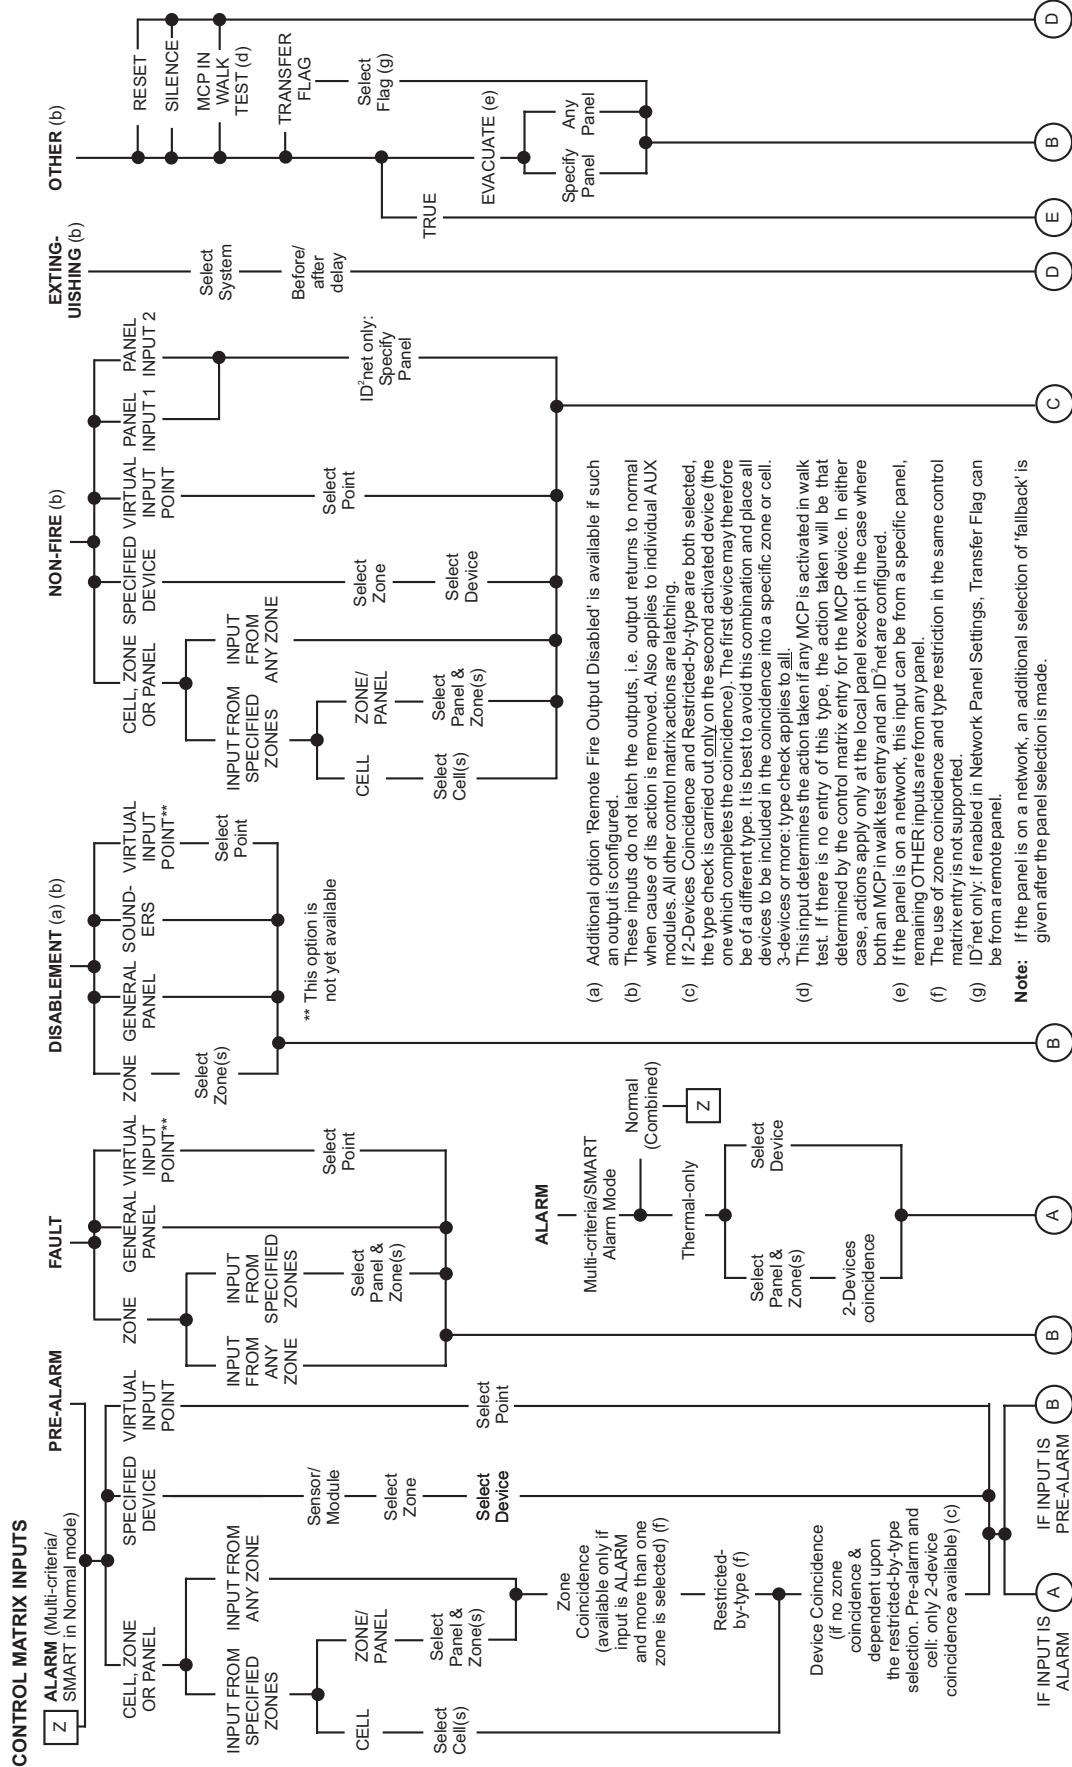 CONTROL MATRIX INPUTS
Z
ALARM (Multi-criteria/
SMART in Normal mode)
PRE-ALARM
CELL, ZONE
OR PANEL
SPECIFIED
DEVICE
VIRTUAL
INPUT
POINT
INPUT FROM
SPECIFIED
ZONES
INPUT FROM
ANY ZONE
CELL
ZONE/
PANEL
Select
Cell(s)
Select
Panel &
Zone(s)
Sensor/
Module
Select
Zone
Select
Device
Select
Point
Zone
Coincidence
(available only if
input is ALARM
and more than one
zone is selected) (f)
Restricted-
by-type (f)
Device Coincidence
(if no zone
coincidence &
dependent upon
the restricted-by-type
selection. Pre-alarm and
cell: only 2-device
coincidence available) (c)
IF INPUT IS
ALARM
A
IF INPUT IS
PRE-ALARM
B
FAULT
ZONE
GENERAL
PANEL
VIRTUAL
INPUT
POINT**
INPUT
FROM
ANY
ZONE
INPUT
FROM
SPECIFIED
ZONES
Select
Panel &
Zone(s)
Select
Point
B
ALARM
Multi-criteria/SMART
Alarm Mode
Normal
(Combined)
Z
Thermal-only
Select
Panel &
Zone(s)
Select
Device
2-Devices
coincidence
A
DISABLEMENT (a) (b)
ZONE
GENERAL
PANEL
SOUND-
ERS
VIRTUAL
INPUT
POINT**
Select
Zone(s)
Select
Point
** This option is
not yet available
B
NON-FIRE (b)
CELL, ZONE
OR PANEL
SPECIFIED
DEVICE
VIRTUAL
INPUT
POINT
PANEL
INPUT 1
PANEL
INPUT 2
INPUT FROM
SPECIFIED
ZONES
INPUT
FROM
ANY ZONE
CELL
ZONE/
PANEL
Select
Cell(s)
Select
Panel &
Zone(s)
Select
Zone
Select
Device
Select
Point
ID²net only:
Specify
Panel
C
EXTING-
UISHING (b)
Select
System
Before/
after
delay
D
OTHER (b)
RESET
SILENCE
MCP IN
WALK
TEST (d)
TRANSFER
FLAG
Select
Flag (g)
TRUE
EVACUATE (e)
Specify
Panel
Any
Panel
E
B
D
(a) Additional option 'Remote Fire Output Disabled' is available if such
an output is configured.
(b) These inputs do not latch the outputs, i.e. output returns to normal
when cause of its action is removed. Also applies to individual AUX
modules. All other control matrix actions are latching.
(c) If 2-Devices Coincidence and Restricted-by-type are both selected,
the type check is carried out only on the second activated device (the
one which completes the coincidence). The first device may therefore
be of a different type. It is best to avoid this combination and place all
devices to be included in the coincidence into a specific zone or cell.
3-devices or more: type check applies to all.
(d) This input determines the action taken if any MCP is activated in walk
test. If there is no entry of this type, the action taken will be that
determined by the control matrix entry for the MCP device. In either
case, actions apply only at the local panel except in the case where
both an MCP in walk test entry and an ID²net are configured.
(e) If the panel is on a network, this input can be from a specific panel,
remaining OTHER inputs are from any panel.
(f) The use of zone coincidence and type restriction in the same control
matrix entry is not supported.
(g) ID²net only: If enabled in Network Panel Settings, Transfer Flag can
be from a remote panel.
Note: If the panel is on a network, an additional selection of 'fallback' is
given after the panel selection is made.